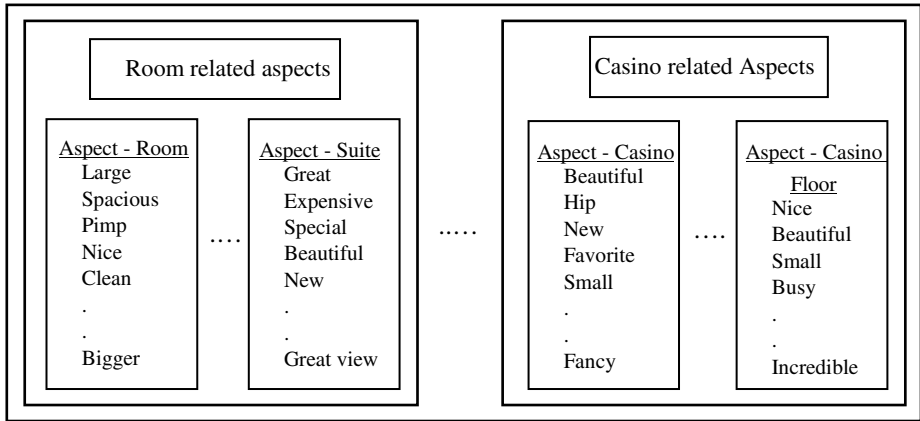 Room related aspects
Aspect - Room
Large
Spacious
Pimp
Nice
Clean
.
.
Bigger
....
Aspect - Suite
Great
Expensive
Special
Beautiful
New
.
.
Great view
.....
Casino related Aspects
Aspect - Casino
Beautiful
Hip
New
Favorite
Small
.
.
Fancy
....
Aspect - Casino
Floor
Nice
Beautiful
Small
Busy
.
.
Incredible